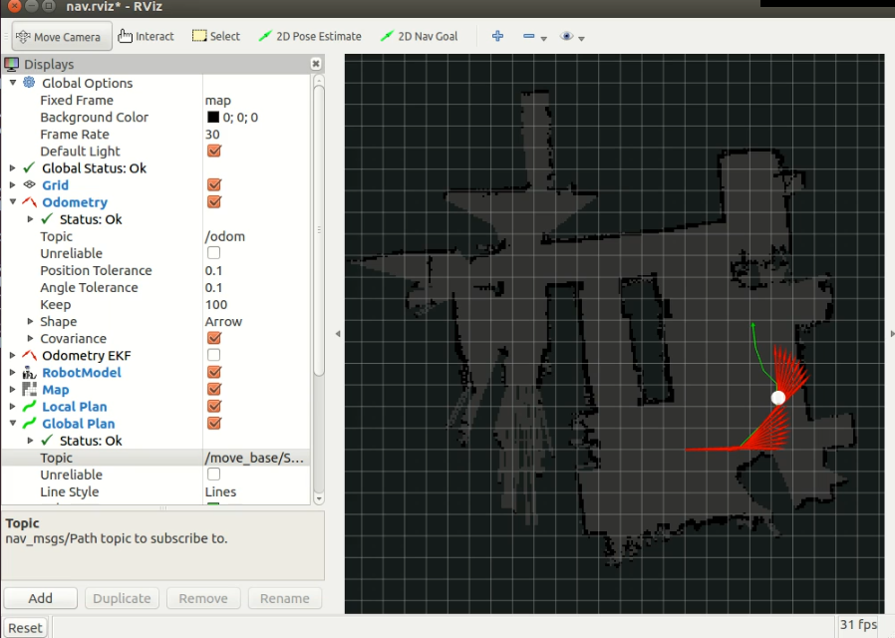 nav.rviz* - RViz
Move Camera Interact Select 2D Pose Estimate 2D Nav Goal
Displays
Global Options
Fixed Frame map
Background Color 0; 0; 0
Frame Rate 30
Default Light
Global Status: Ok
Grid
Odometry
Status: Ok
Topic /odom
Unreliable
Position Tolerance 0.1
Angle Tolerance 0.1
Keep 100
Shape Arrow
Covariance
Odometry EKF
RobotModel
Map
Local Plan
Global Plan
Status: Ok
Topic /move_base/S...
Unreliable
Line Style Lines
Topic
nav_msgs/Path topic to subscribe to.
Add Duplicate Remove Rename
Reset 31 fps